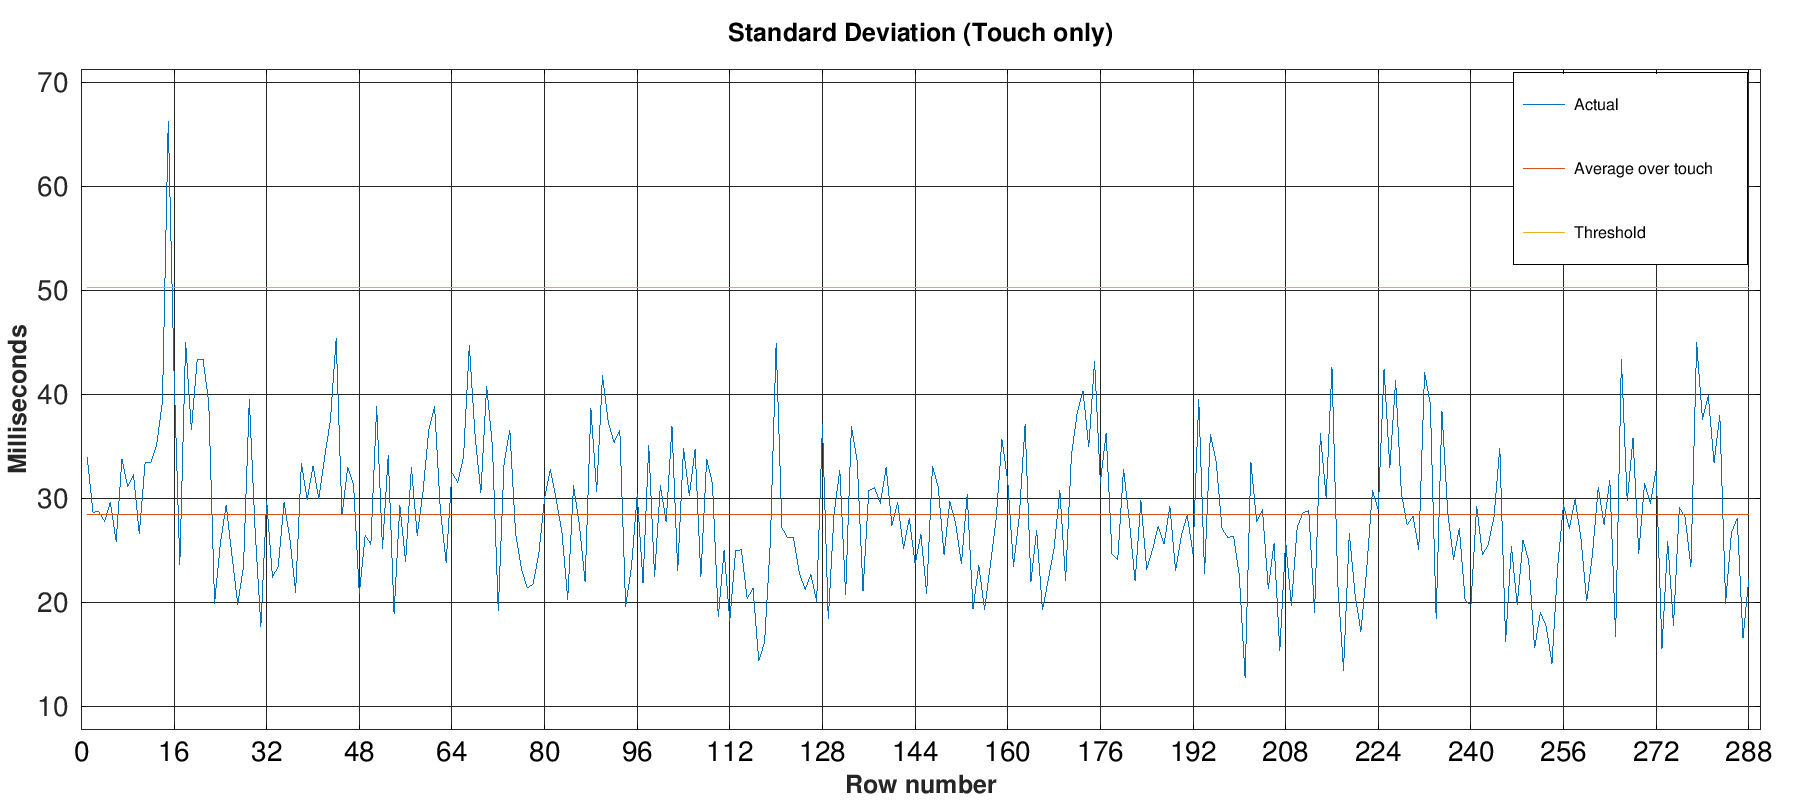 Standard Deviation (Touch only)
70
60
50
40
30
20
10
Milliseconds
Actual
Average over touch
Threshold
0 16 32 48 64 80 96 112 128 144 160 176 192 208 224 240 256 272 288
Row number